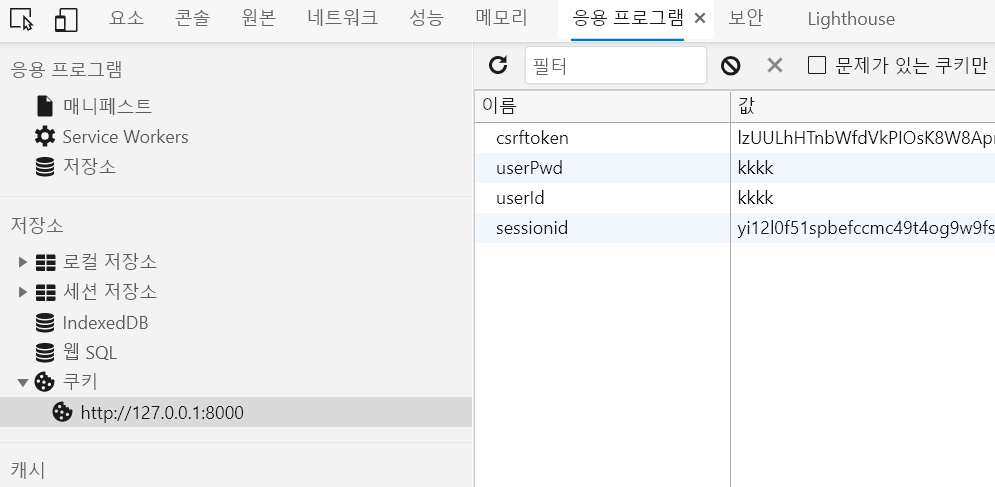 요소 콘솔 원본 네트워크 성능 메모리 응용 프로그램 × 보안 Lighthouse
응용 프로그램
매니페스트
Service Workers
저장소
저장소
로컬 저장소
세션 저장소
IndexedDB
웹 SQL
쿠키
http://127.0.0.1:8000
캐시
필터 문제가 있는 쿠키만
이름 값
csrftoken lzUULhHTnbWfdVkPIOsK8W8Apr
userPwd kkkk
userId kkkk
sessionid yi12l0f51spbefccmc49t4og9w9fs